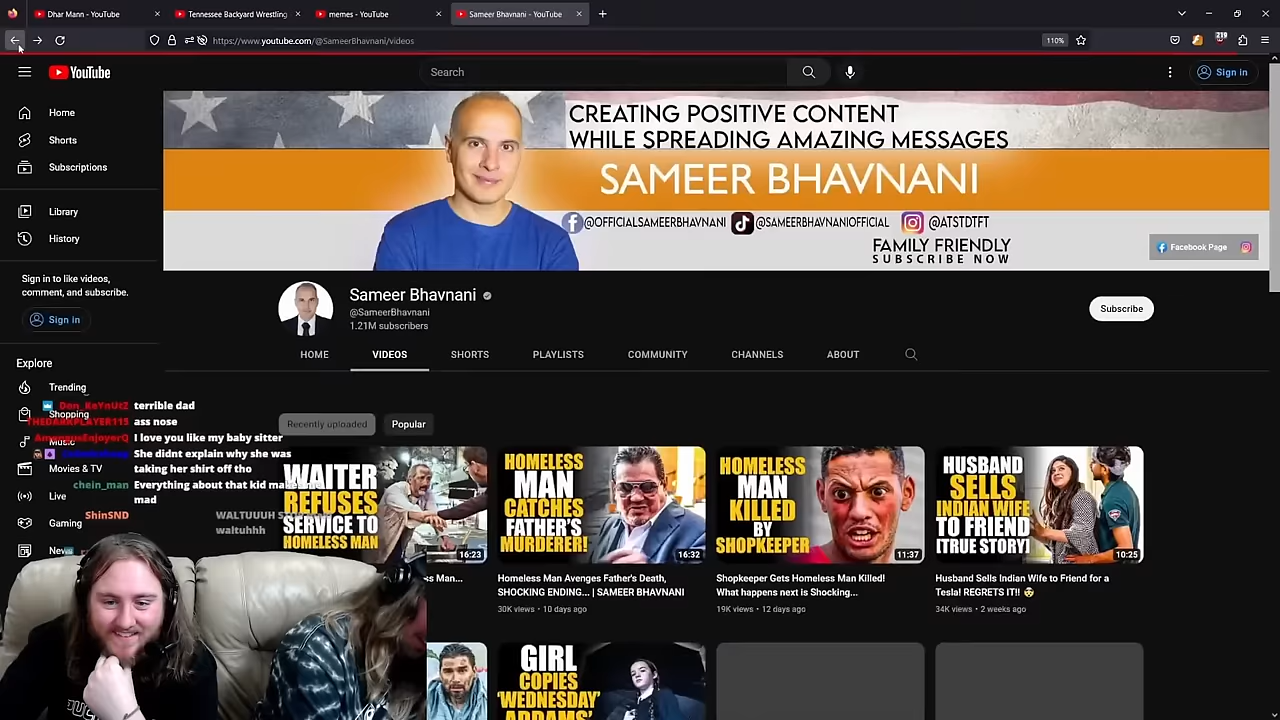 Dhar Mann - YouTube
Tennessee Backyard Wrestling
memes - YouTube
Sameer Bhavnani - YouTube
https://www.youtube.com/@SameerBhavnani/videos
110%
219
YouTube
Search
Sign in
Home
Shorts
Subscriptions
Library
History
Sign in to like videos,
comment, and subscribe.
Sign in
Explore
Trending
Shopping
Music
Movies & TV
Live
Gaming
CREATING POSITIVE CONTENT
WHILE SPREADING AMAZING MESSAGES
SAMEER BHAVNANI
@OFFICIALSAMEERBHAVNANI
@SAMEERBHAVNANIOFFICIAL
@ATSTDTFT
FAMILY FRIENDLY
SUBSCRIBE NOW
Facebook Page
Sameer Bhavnani
@SameerBhavnani
1.21M subscribers
Subscribe
HOME
VIDEOS
SHORTS
PLAYLISTS
COMMUNITY
CHANNELS
ABOUT
Recently uploaded
Popular
Don_KeYnUtZ terrible dad
THEDARKPLAYER115 ass nose
AmongusEnjoyerQ I love you like my baby sitter
She didnt explain why she was
taking her shirt off tho
chein_man Everything about that kid make me
mad
ShinSND
WALTUUUH
waltuhhh
WAITER
REFUSES
SERVICE TO
HOMELESS MAN
16:23
HOMELESS
MAN
CATCHES
FATHER'S
MURDERER!
16:32
Homeless Man Avenges Father's Death,
SHOCKING ENDING... | SAMEER BHAVNANI
30K views • 10 days ago
HOMELESS
MAN
KILLED
BY
SHOPKEEPER
11:37
Shopkeeper Gets Homeless Man Killed!
What happens next is Shocking...
19K views • 12 days ago
HUSBAND
SELLS
INDIAN WIFE
TO FRIEND
[TRUE STORY]
10:25
Husband Sells Indian Wife to Friend for a
Tesla! REGRETS IT!!
34K views • 2 weeks ago
GIRL
COPIES
'WEDNESDAY
ADDAMS'